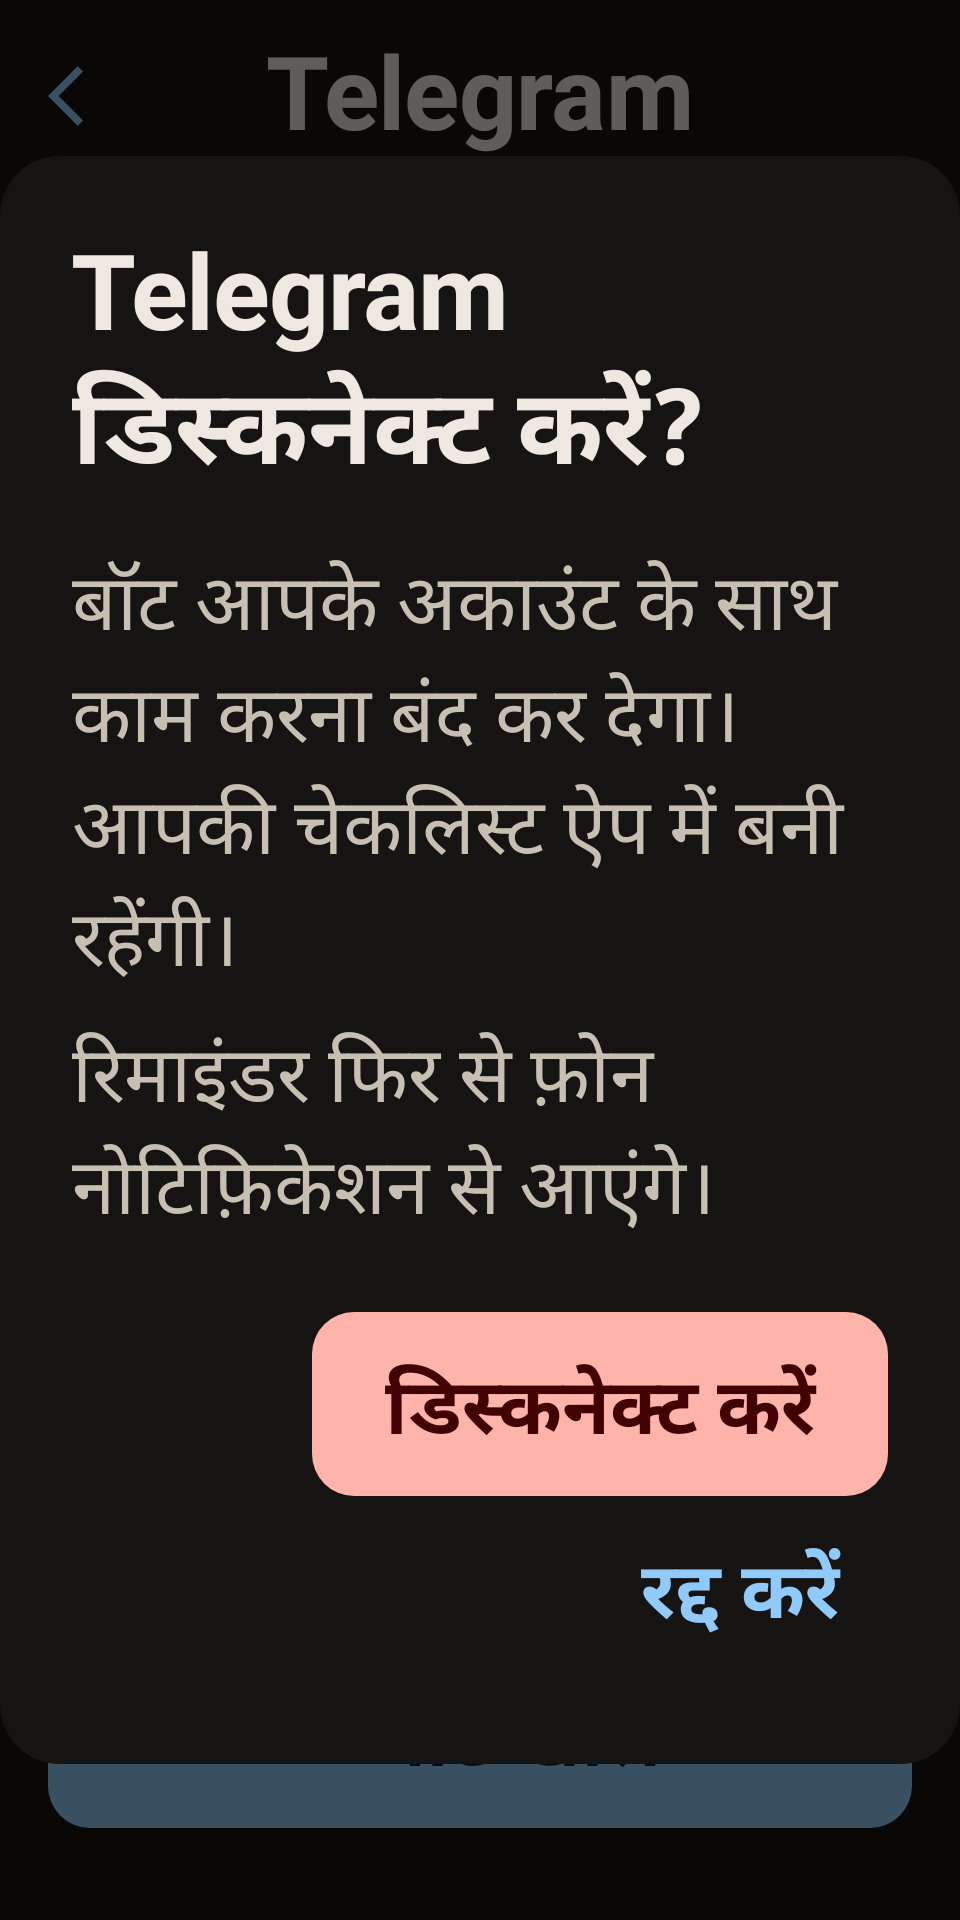 Telegram
Telegram
डिस्कनेक्ट करें?
बॉट आपके अकाउंट के साथ
काम करना बंद कर देगा।
आपकी चेकलिस्ट ऐप में बनी
रहेंगी।
रिमाइंडर फिर से फ़ोन
नोटिफ़िकेशन से आएंगे।
डिस्कनेक्ट करें
रद्द करें